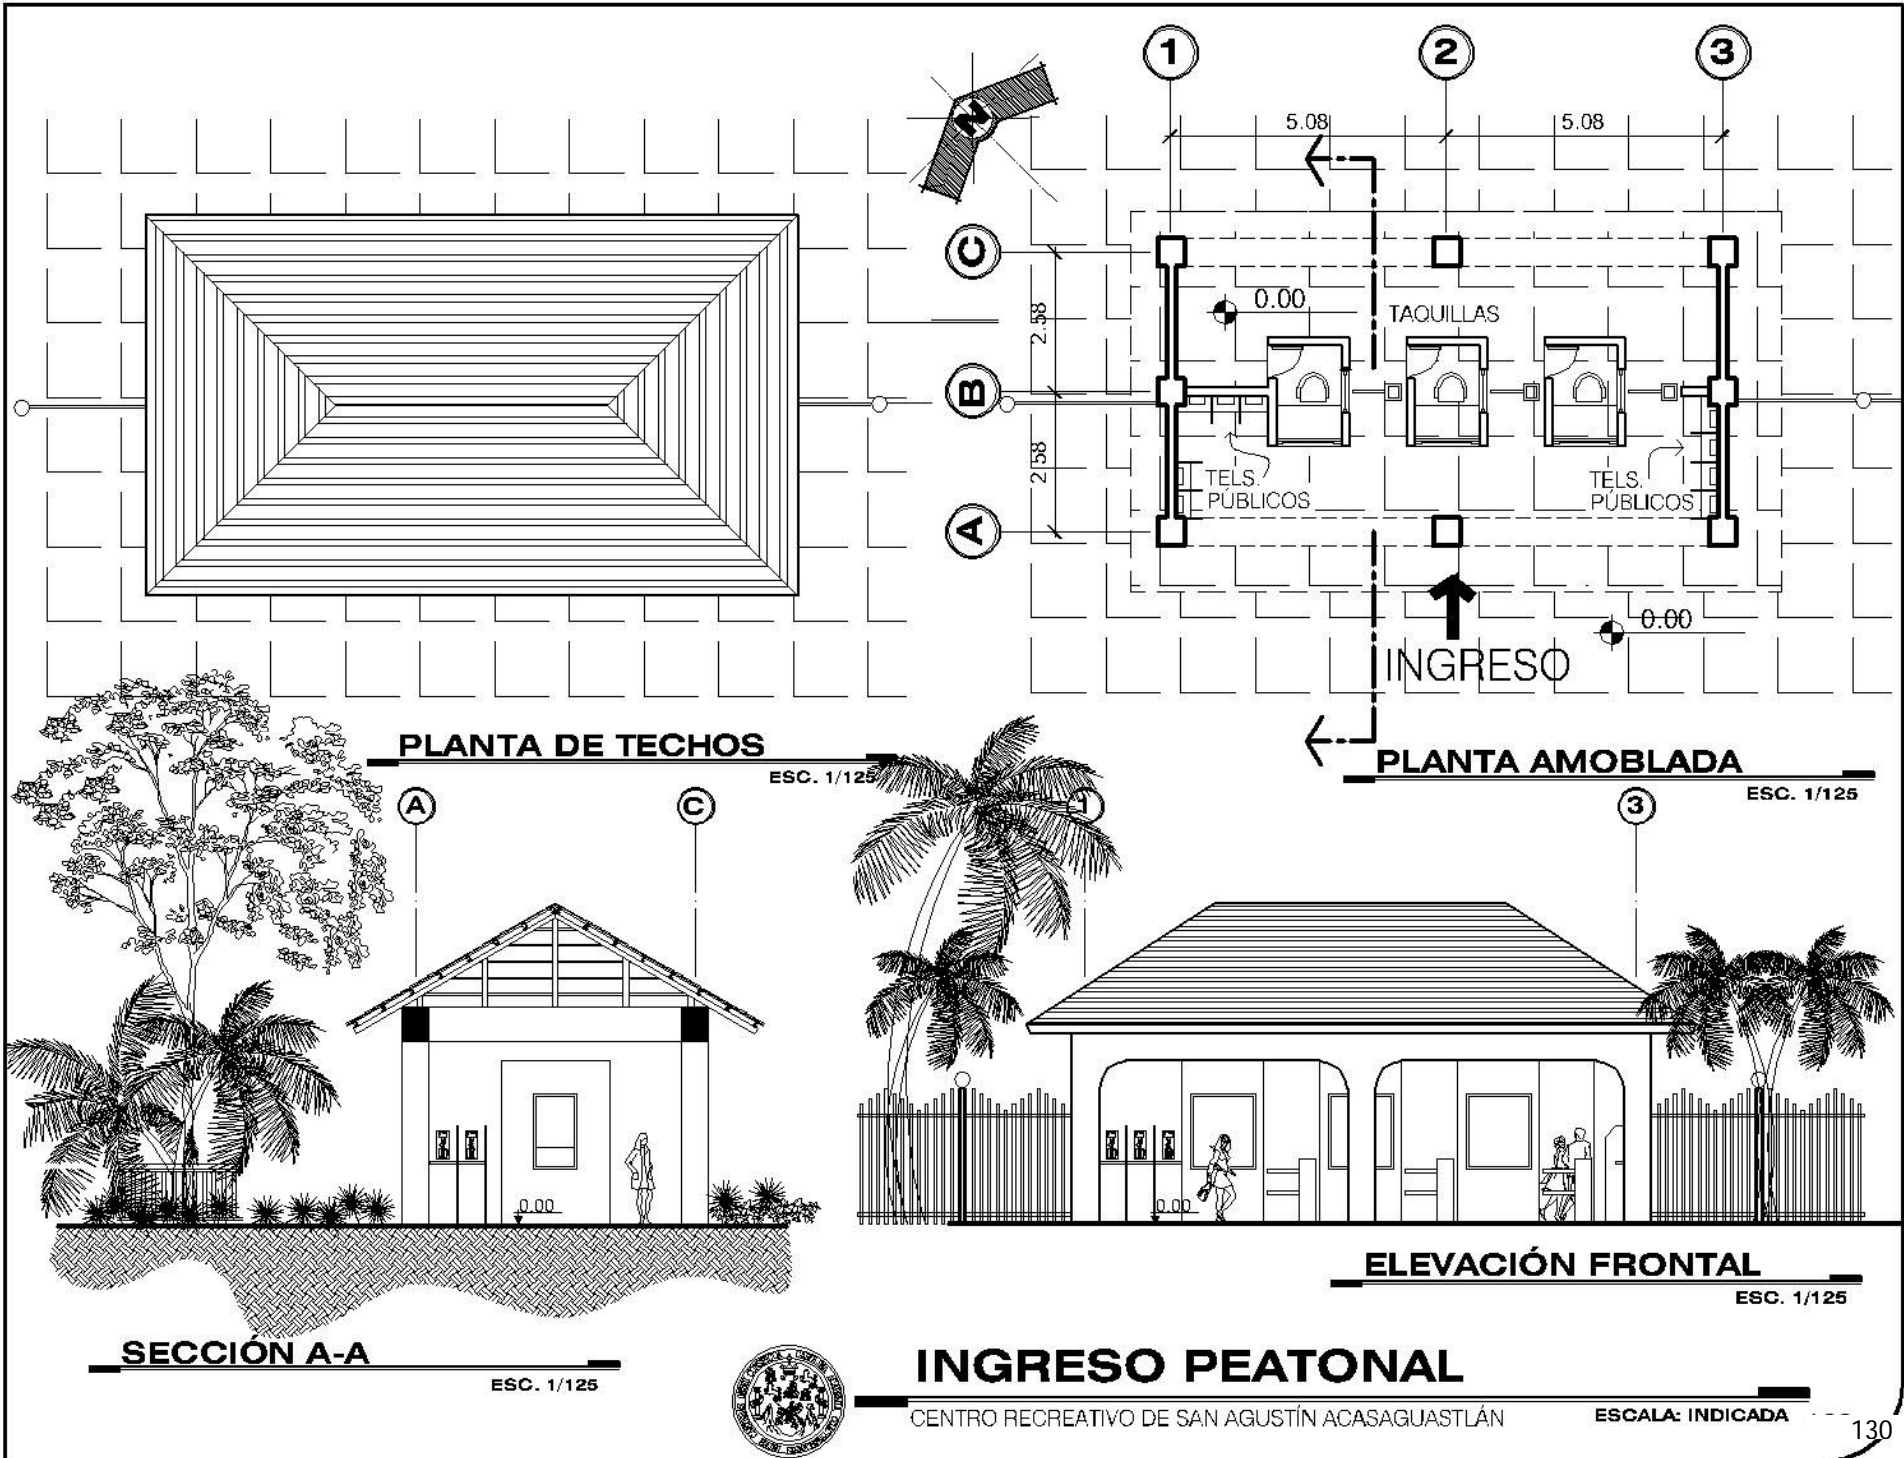 1
2
3
5.08
5.08
N
C
2.58
0.00
TAQUILLAS
B
2.58
TELS.
PÚBLICOS
TELS.
PÚBLICOS
A
0.00
INGRESO
PLANTA DE TECHOS
ESC. 1/125
PLANTA AMOBLADA
ESC. 1/125
A
C
1
3
0.00
0.00
ELEVACIÓN FRONTAL
ESC. 1/125
SECCIÓN A-A
ESC. 1/125
INGRESO PEATONAL
CENTRO RECREATIVO DE SAN AGUSTÍN ACASAGUASTLÁN
ESCALA: INDICADA
130